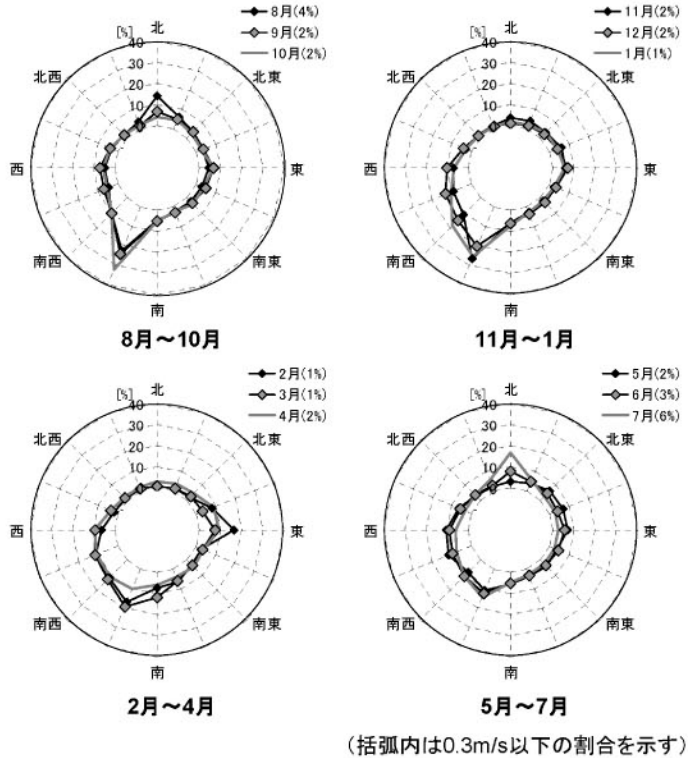 8月(4%)
9月(2%)
10月(2%)
[%]
40
30
20
10
北
北東
東
南東
南
南西
西
北西
8月～10月
11月(2%)
12月(2%)
1月(1%)
[%]
40
30
20
10
北
北東
東
南東
南
南西
西
北西
11月～1月
2月(1%)
3月(1%)
4月(2%)
[%]
40
30
20
10
北
北東
東
南東
南
南西
西
北西
2月～4月
5月(2%)
6月(3%)
7月(6%)
[%]
40
30
20
10
北
北東
東
南東
南
南西
西
北西
5月～7月
(括弧内は0.3m/s以下の割合を示す)